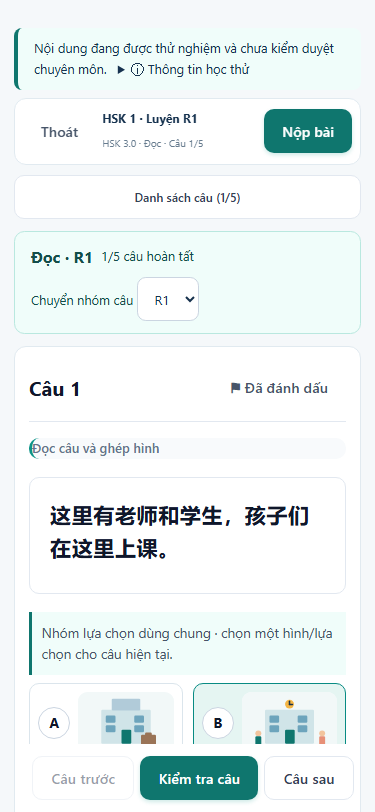 Nội dung đang được thử nghiệm và chưa kiểm duyệt
chuyên môn. ▶ ⓘ Thông tin học thử
Thoát
HSK 1 · Luyện R1
HSK 3.0 · Đọc · Câu 1/5
Nộp bài
Danh sách câu (1/5)
Đọc · R1 1/5 câu hoàn tất
Chuyển nhóm câu R1
Câu 1
Đã đánh dấu
Đọc câu và ghép hình
这里有老师和学生，孩子们
在这里上课。
Nhóm lựa chọn dùng chung · chọn một hình/lựa
chọn cho câu hiện tại.
A
B
Câu trước
Kiểm tra câu
Câu sau